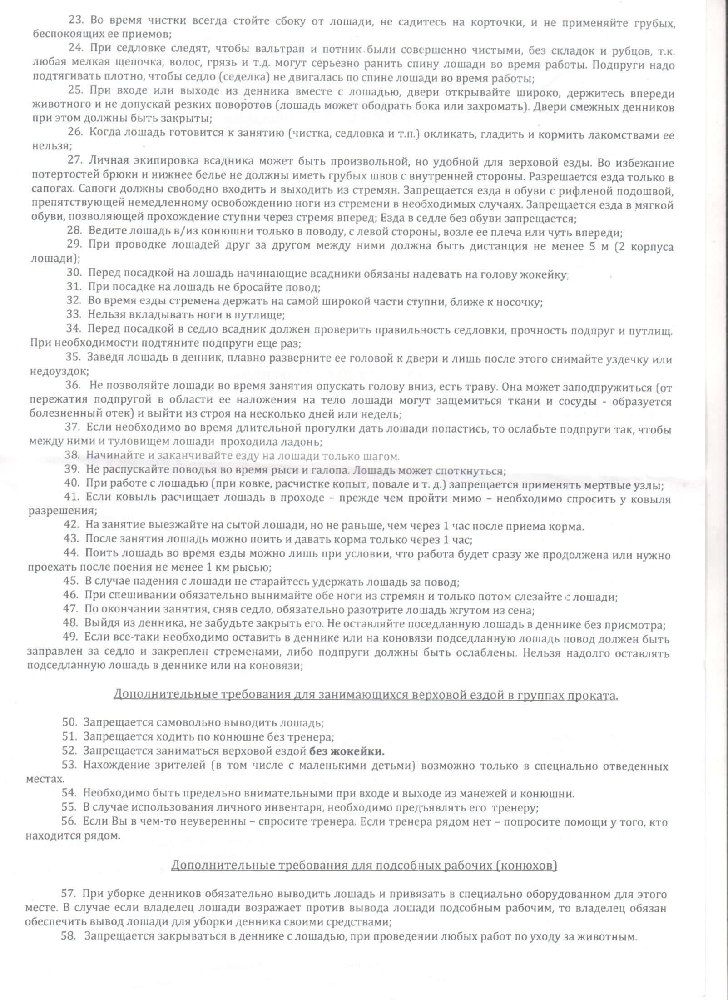 23. Во время чистки всегда стойте сбоку от лошади, не садитесь на корточки, и не применяйте грубых,
беспокоящих ее приемов;
24. При седловке следят, чтобы вальтрап и потник были совершенно чистыми, без складок и рубцов, т.к.
любая мелкая щепочка, волос, грязь и т.д. могут серьезно ранить спину лошади во время работы. Подпруги надо
подтягивать плотно, чтобы седло (седелка) не двигалась по спине лошади во время работы;
25. При входе или выходе из денника вместе с лошадью, двери открывайте широко, держитесь впереди
животного и не допускай резких поворотов (лошадь может ободрать бока или захромать). Двери смежных денников
при этом должны быть закрыты;
26. Когда лошадь готовится к занятию (чистка, седловка и т.п.) окликать, гладить и кормить лакомствами ее
нельзя;
27. Личная экипировка всадника может быть произвольной, но удобной для верховой езды. Во избежание
потертостей брюки и нижнее белье не должны иметь грубых швов с внутренней стороны. Разрешается езда только в
сапогах. Сапоги должны свободно входить и выходить из стремян. Запрещается езда в обуви с рифленой подошвой,
препятствующей немедленному освобождению ноги из стремени в необходимых случаях. Запрещается езда в мягкой
обуви, позволяющей прохождение ступни через стремя вперед; Езда в седле без обуви запрещается;
28. Ведите лошадь в/из конюшни только в поводу, с левой стороны, возле ее плеча или чуть впереди;
29. При проводке лошадей друг за другом между ними должна быть дистанция не менее 5 м (2 корпуса
лошади);
30. Перед посадкой на лошадь начинающие всадники обязаны надевать на голову жокейку;
31. При посадке на лошадь не бросайте повод;
32. Во время езды стремена держать на самой широкой части ступни, ближе к носочку;
33. Нельзя вкладывать ноги в путлище;
34. Перед посадкой в седло всадник должен проверить правильность седловки, прочность подпруг и путлищ.
При необходимости подтяните подпруги еще раз;
35. Заведя лошадь в денник, плавно разверните ее головой к двери и лишь после этого снимайте уздечку или
недоуздок;
36. Не позволяйте лошади во время занятия опускать голову вниз, есть траву. Она может заподпружиться (от
пережатия подпругой в области ее наложения на тело лошади могут защемиться ткани и сосуды - образуется
болезненный отек) и выйти из строя на несколько дней или недель;
37. Если необходимо во время длительной прогулки дать лошади попастись, то ослабьте подпруги так, чтобы
между ними и туловищем лошади проходила ладонь;
38. Начинайте и заканчивайте езду на лошади только шагом.
39. Не распускайте поводья во время рыси и галопа. Лошадь может споткнуться;
40. При работе с лошадью (при ковке, расчистке копыт, повале и т. д.) запрещается применять мертвые узлы;
41. Если ковыль расчищает лошадь в проходе – прежде чем пройти мимо – необходимо спросить у ковыля
разрешения;
42. На занятие выезжайте на сытой лошади, но не раньше, чем через 1 час после приема корма.
43. После занятия лошадь можно поить и давать корма только через 1 час;
44. Поить лошадь во время езды можно лишь при условии, что работа будет сразу же продолжена или нужно
проехать после поения не менее 1 км рысью;
45. В случае падения с лошади не старайтесь удержать лошадь за повод;
46. При спешивании обязательно вынимайте обе ноги из стремян и только потом слезайте с лошади;
47. По окончании занятия, сняв седло, обязательно разотрите лошадь жгутом из сена;
48. Выйдя из денника, не забудьте закрыть его. Не оставляйте поседланную лошадь в деннике без присмотра;
49. Если все-таки необходимо оставить в деннике или на коновязи подседланную лошадь повод должен быть
заправлен за седло и закреплен стременами, либо подпруги должны быть ослаблены. Нельзя надолго оставлять
подседланную лошадь в деннике или на коновязи;
Дополнительные требования для занимающихся верховой ездой в группах проката.
50. Запрещается самовольно выводить лошадь;
51. Запрещается ходить по конюшне без тренера;
52. Запрещается заниматься верховой ездой без жокейки.
53. Нахождение зрителей (в том числе с маленькими детьми) возможно только в специально отведенных
местах.
54. Необходимо быть предельно внимательными при входе и выходе из манежей и конюшни.
55. В случае использования личного инвентаря, необходимо предъявлять его тренеру;
56. Если Вы в чем-то неуверенны – спросите тренера. Если тренера рядом нет – попросите помощи у того, кто
находится рядом.
Дополнительные требования для подсобных рабочих (конюхов)
57. При уборке денников обязательно выводить лошадь и привязать в специально оборудованном для этого
месте. В случае если владелец лошади возражает против вывода лошади подсобным рабочим, то владелец обязан
обеспечить вывод лошади для уборки денника своими средствами;
58. Запрещается закрываться в деннике с лошадью, при проведении любых работ по уходу за животным.